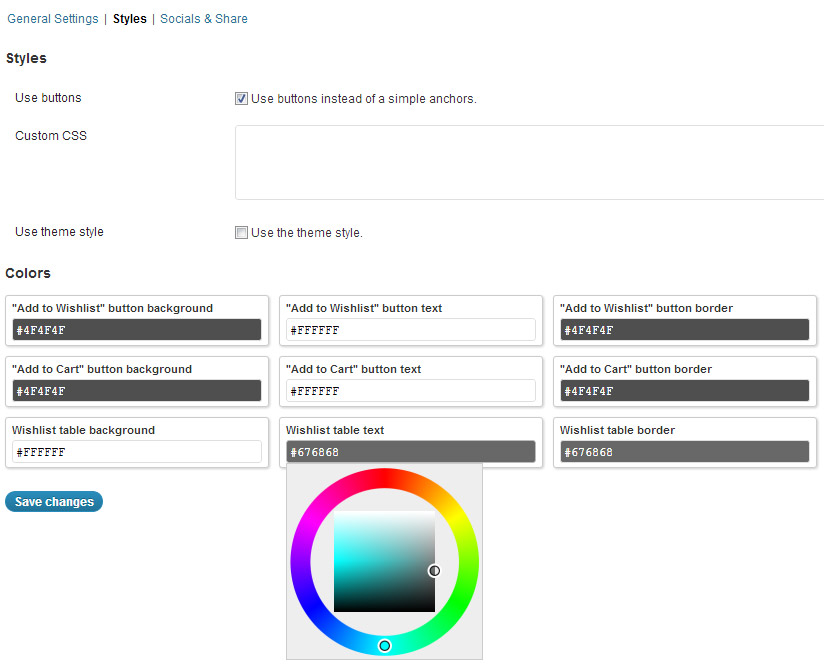 General Settings | Styles | Socials & Share
Styles
Use buttons
Use buttons instead of a simple anchors.
Custom CSS
Use theme style
Use the theme style.
Colors
"Add to Wishlist" button background
#4F4F4F
"Add to Wishlist" button text
#FFFFFF
"Add to Wishlist" button border
#4F4F4F
"Add to Cart" button background
#4F4F4F
"Add to Cart" button text
#FFFFFF
"Add to Cart" button border
#4F4F4F
Wishlist table background
#FFFFFF
Wishlist table text
#676868
Wishlist table border
#676868
Save changes